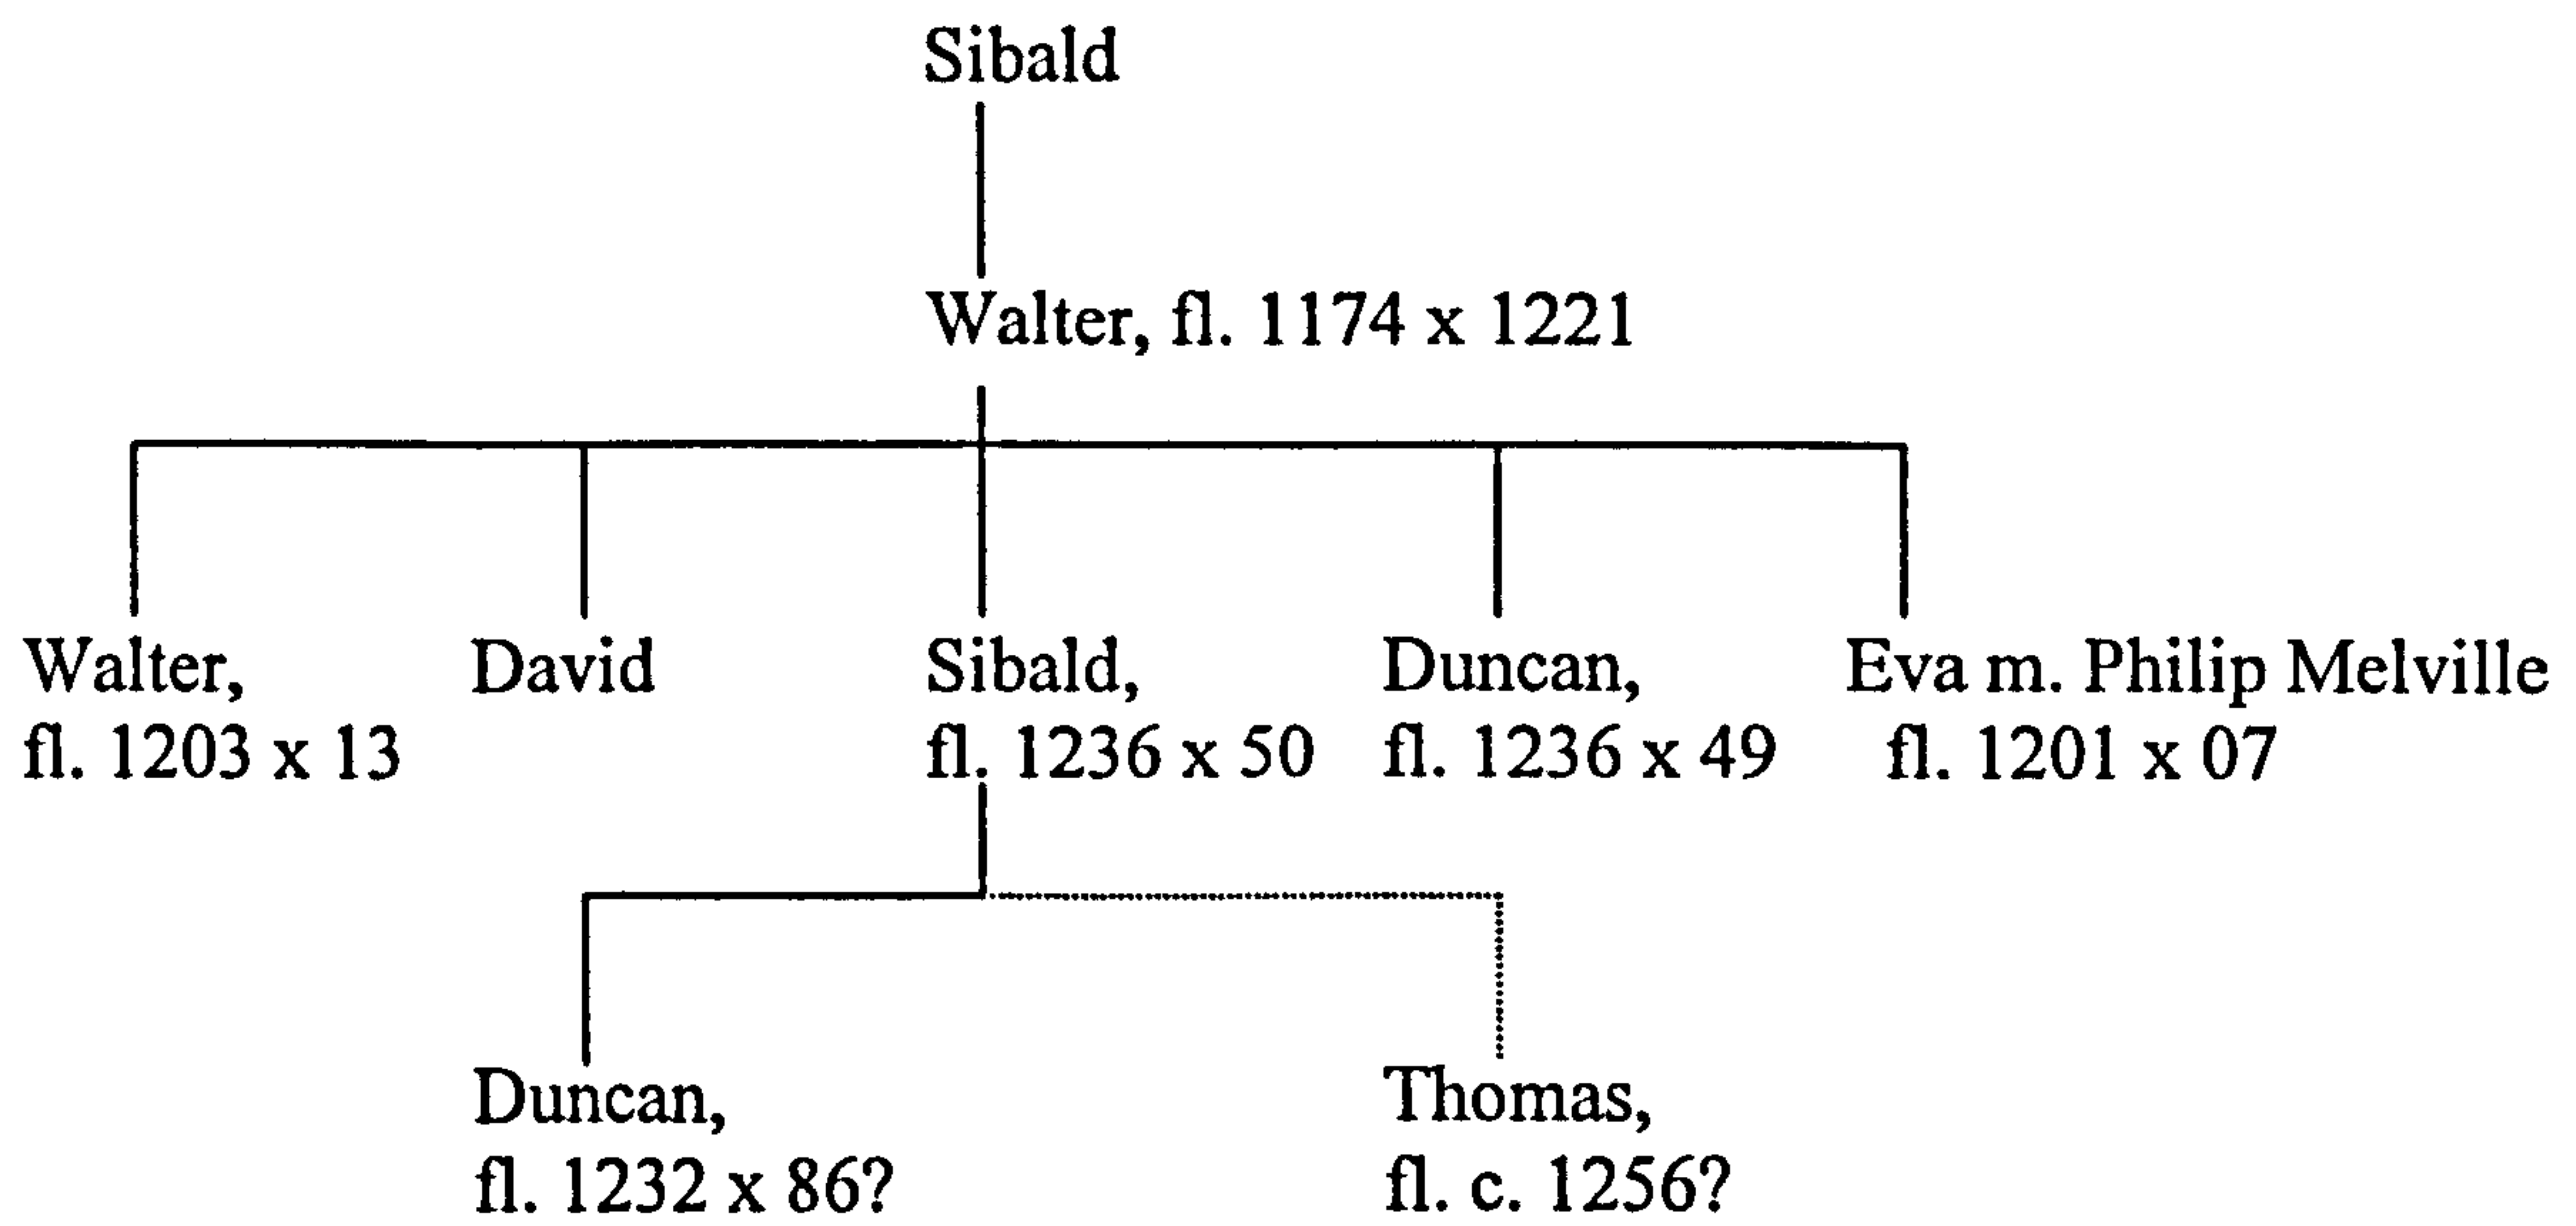 Sibald
Walter, fl. 1174 x 1221
Walter,
fl. 1203 x 13
David
Sibald,
fl. 1236 x 50
Duncan,
fl. 1236 x 49
Eva m. Philip Melville
fl. 1201 x 07
Duncan,
fl. 1232 x 86?
Thomas,
fl. c. 1256?